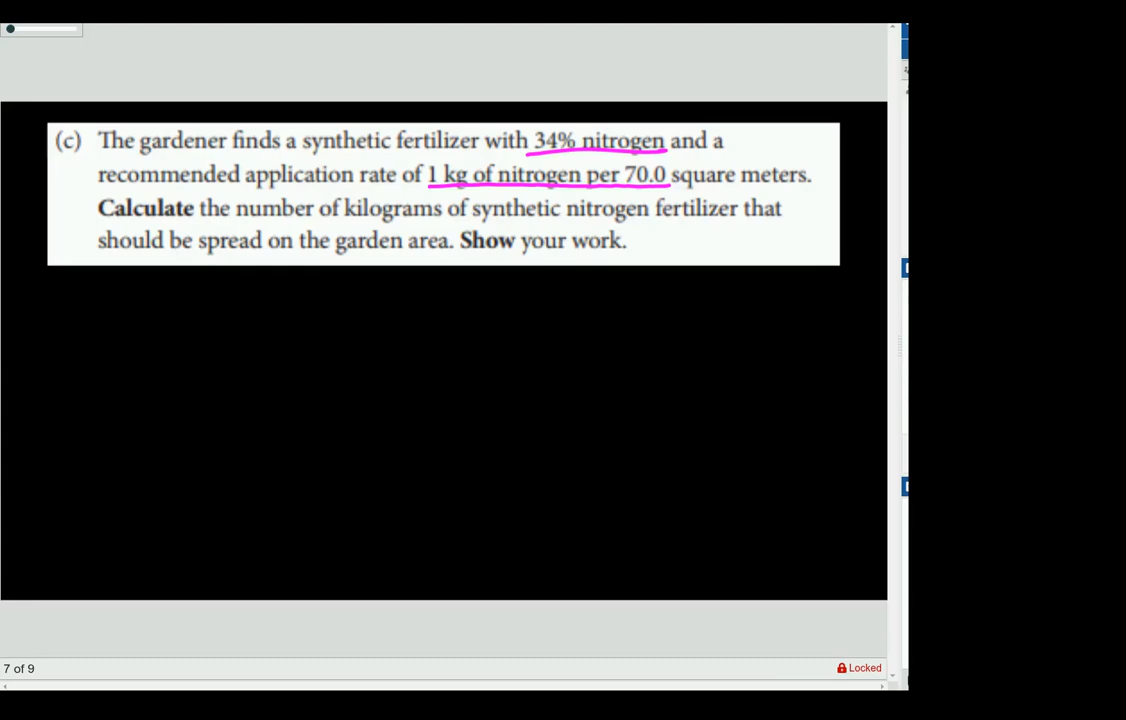 (c) The gardener finds a synthetic fertilizer with 34% nitrogen and a
recommended application rate of 1 kg of nitrogen per 70.0 square meters.
Calculate the number of kilograms of synthetic nitrogen fertilizer that
should be spread on the garden area. Show your work.
7 of 9
Locked